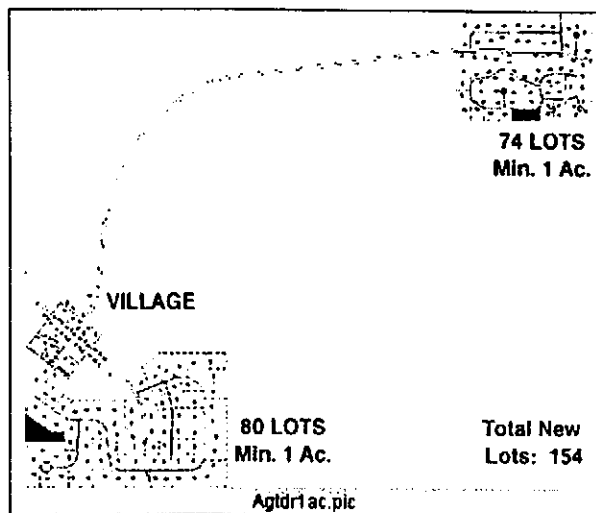 74 LOTS
Min. 1 Ac.
VILLAGE
80 LOTS
Min. 1 Ac.
Total New
Lots: 154
Agtdr1ac.pic